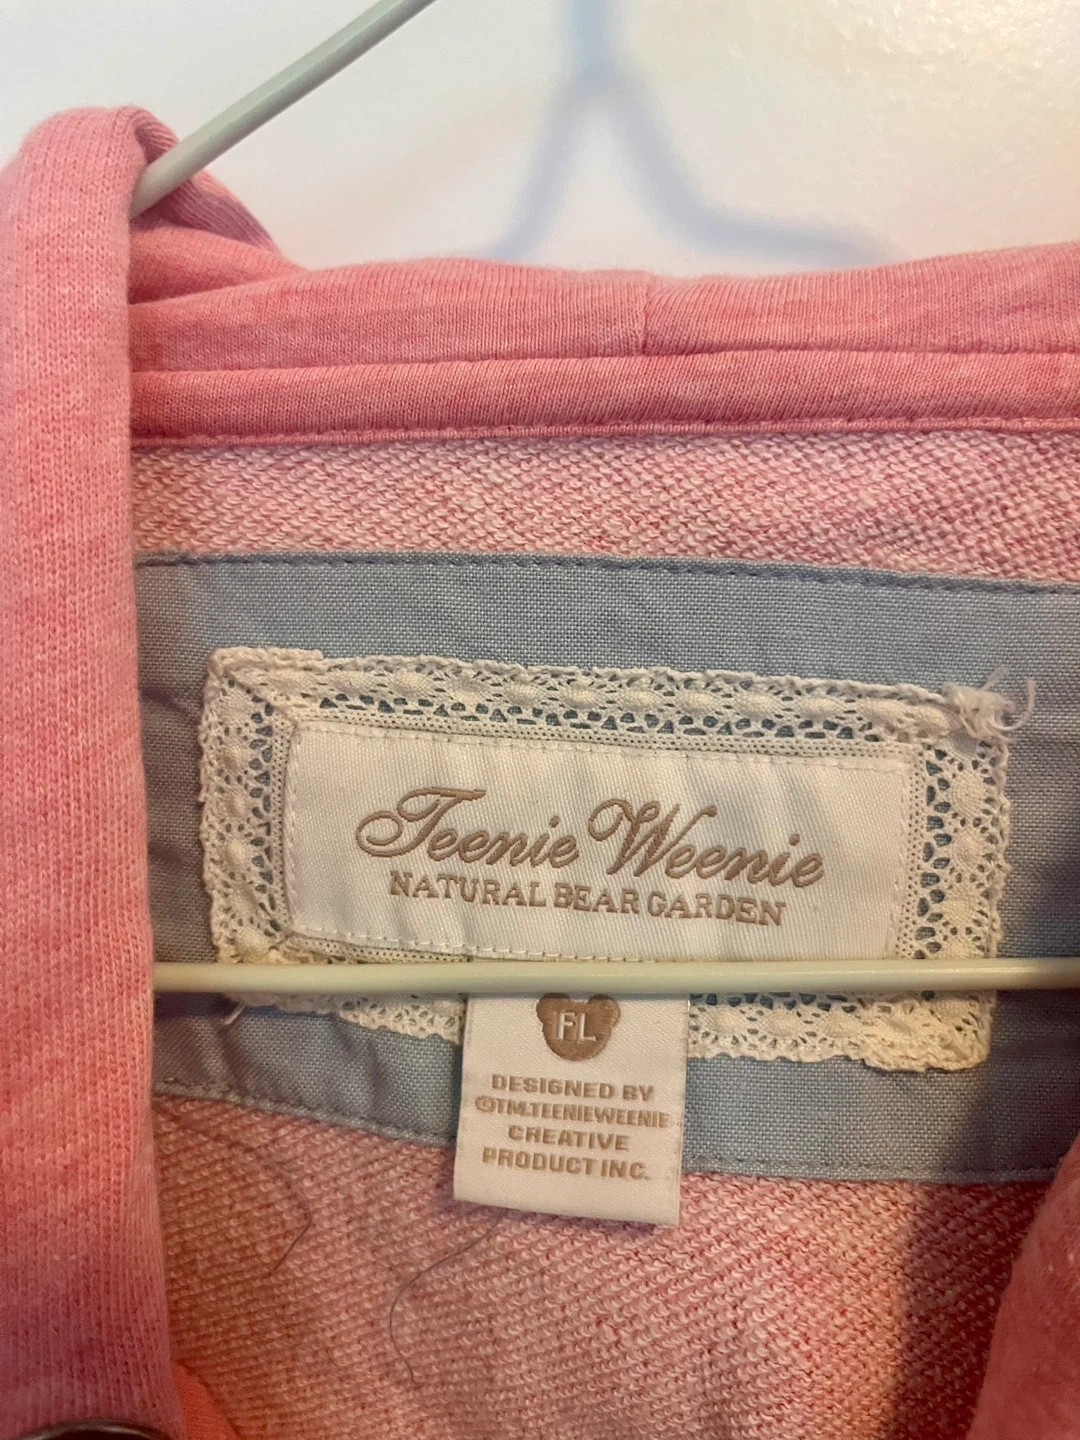 Teenie Weenie
NATURAL BEAR GARDEN
FL
DESIGNED BY
©TM.TEENIEWEENIE
CREATIVE
PRODUCT INC.